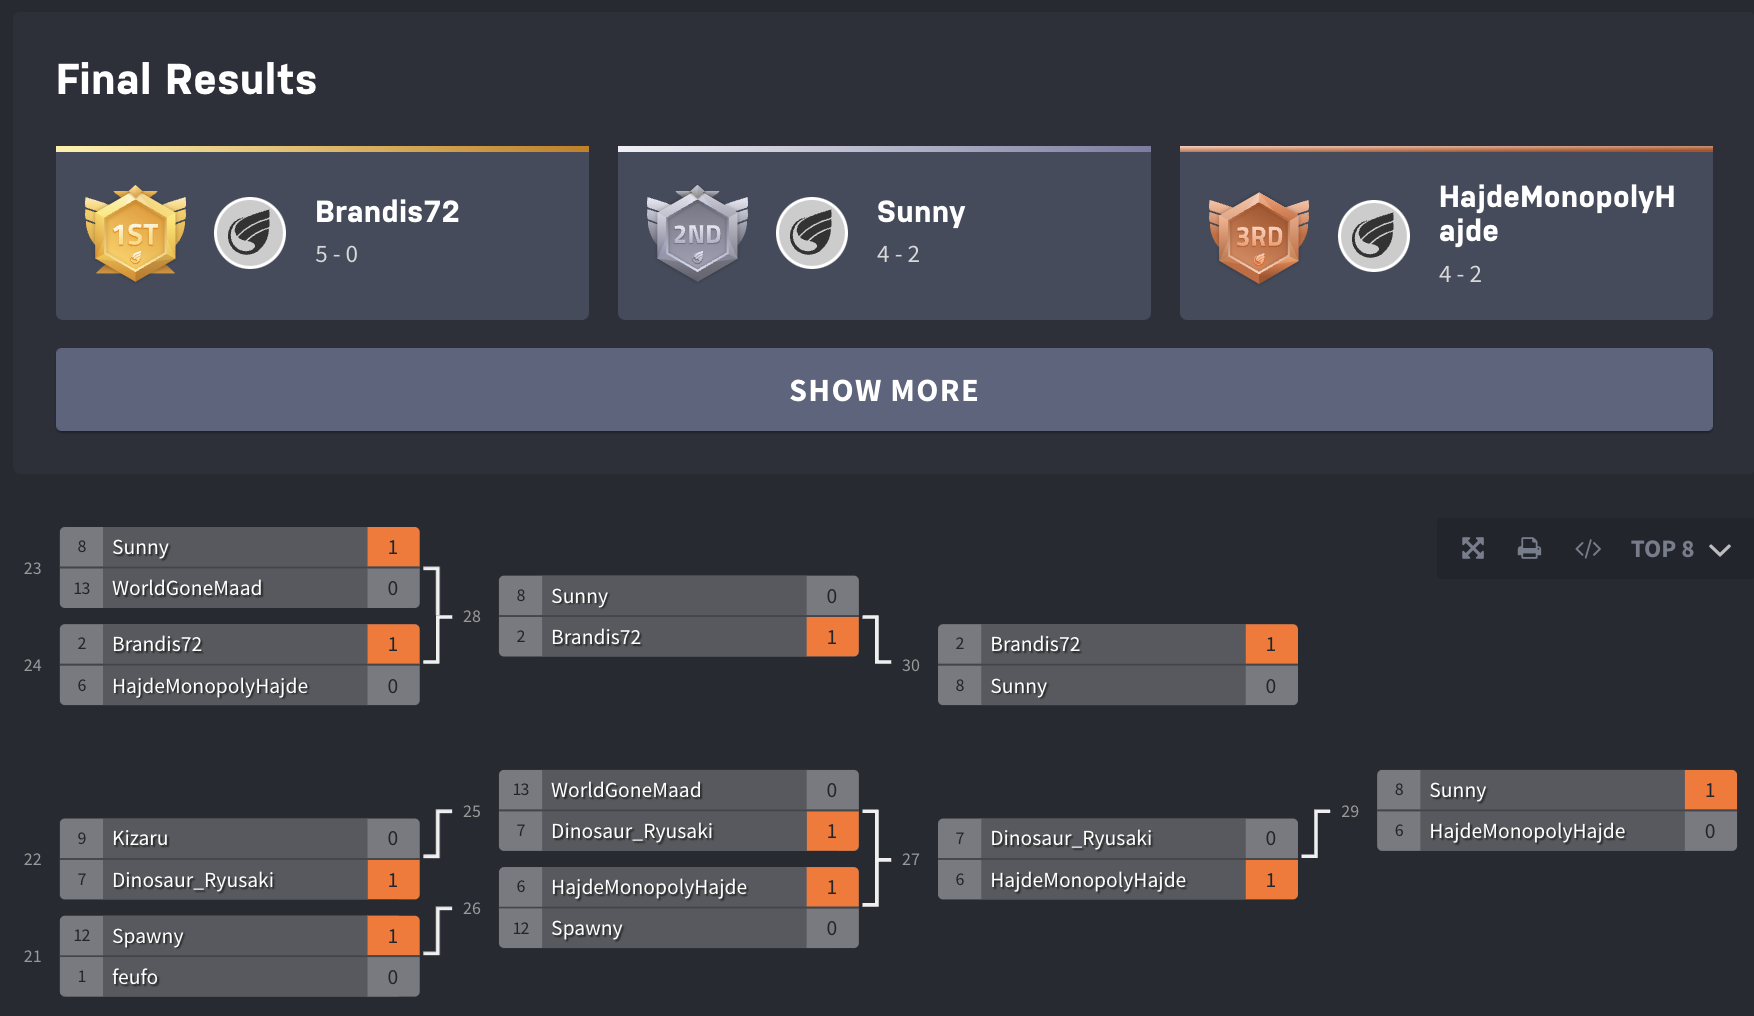 Final Results
1ST
Brandis72
5 - 0
2ND
Sunny
4 - 2
3RD
HajdeMonopolyH
ajde
4 - 2
SHOW MORE
TOP 8
23
8 Sunny 1
13 WorldGoneMaad 0
24
2 Brandis72 1
6 HajdeMonopolyHajde 0
28
8 Sunny 0
2 Brandis72 1
30
2 Brandis72 1
8 Sunny 0
22
9 Kizaru 0
7 Dinosaur_Ryusaki 1
21
12 Spawny 1
1 feufo 0
25
13 WorldGoneMaad 0
7 Dinosaur_Ryusaki 1
26
6 HajdeMonopolyHajde 1
12 Spawny 0
27
7 Dinosaur_Ryusaki 0
6 HajdeMonopolyHajde 1
29
8 Sunny 1
6 HajdeMonopolyHajde 0